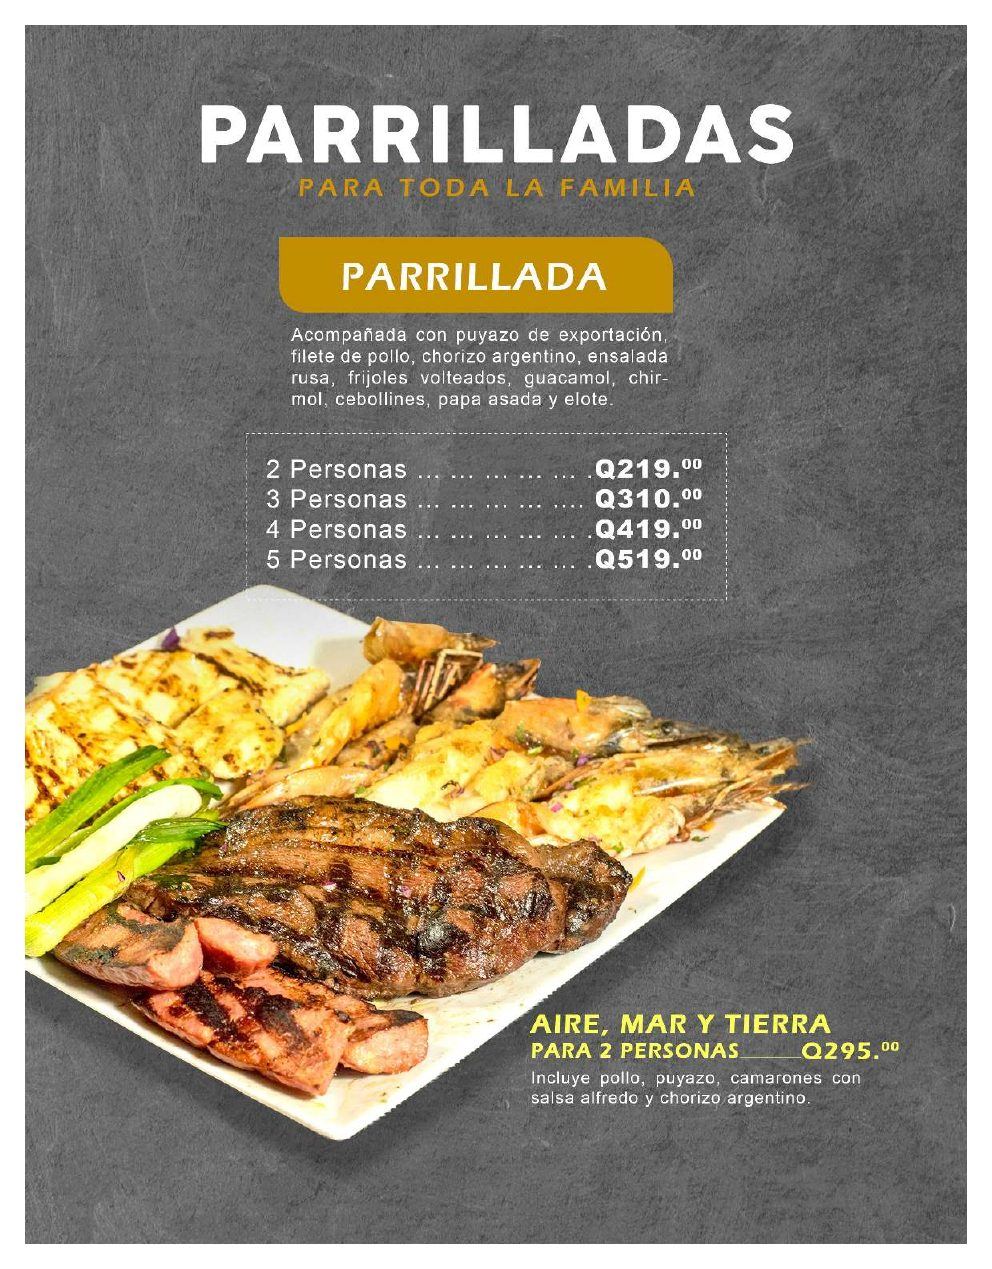 PARRILLADAS
PARA TODA LA FAMILIA
PARRILLADA
Acompañada con puyazo de exportación,
filete de pollo, chorizo argentino, ensalada
rusa, frijoles volteados, guacamol, chir-
mol, cebollines, papa asada y elote.
2 Personas ... ... ... ... ... .Q219.00
3 Personas ... ... ... ... .... Q310.00
4 Personas ... ... ... ... ... .Q419.00
5 Personas ... ... ... ... ... .Q519.00
AIRE, MAR Y TIERRA
PARA 2 PERSONAS_____Q295.00
Incluye pollo, puyazo, camarones con
salsa alfredo y chorizo argentino.